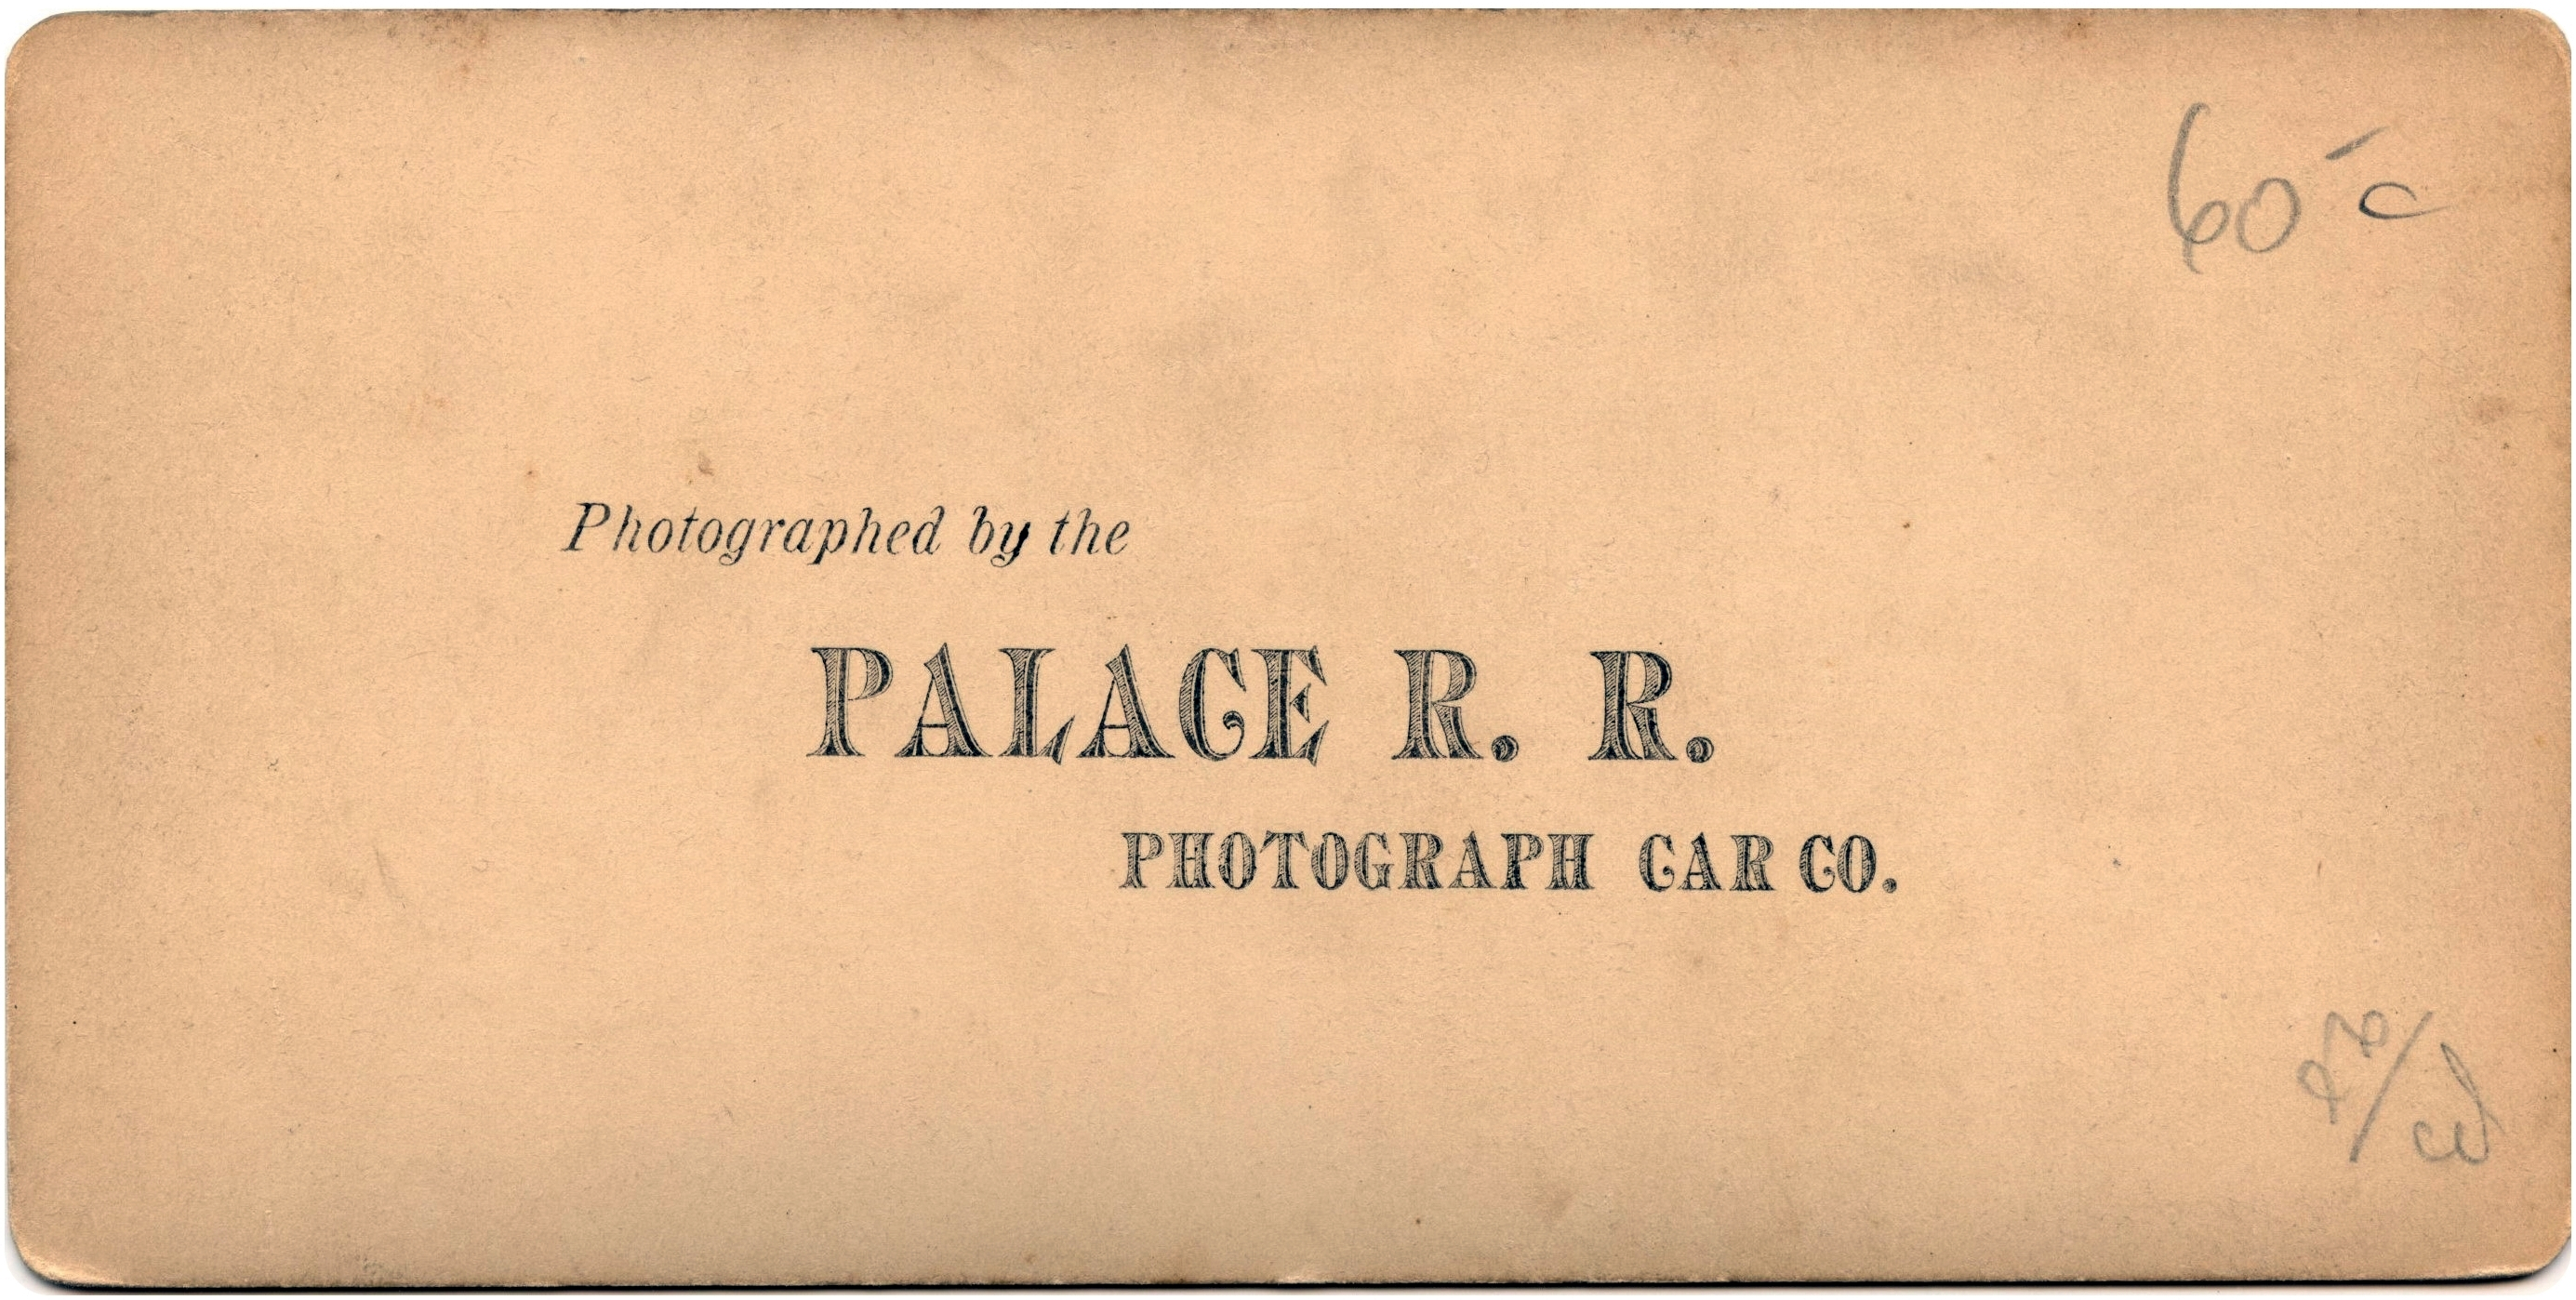 60 c
Photographed by the
PALACE R. R.
PHOTOGRAPH CAR CO.